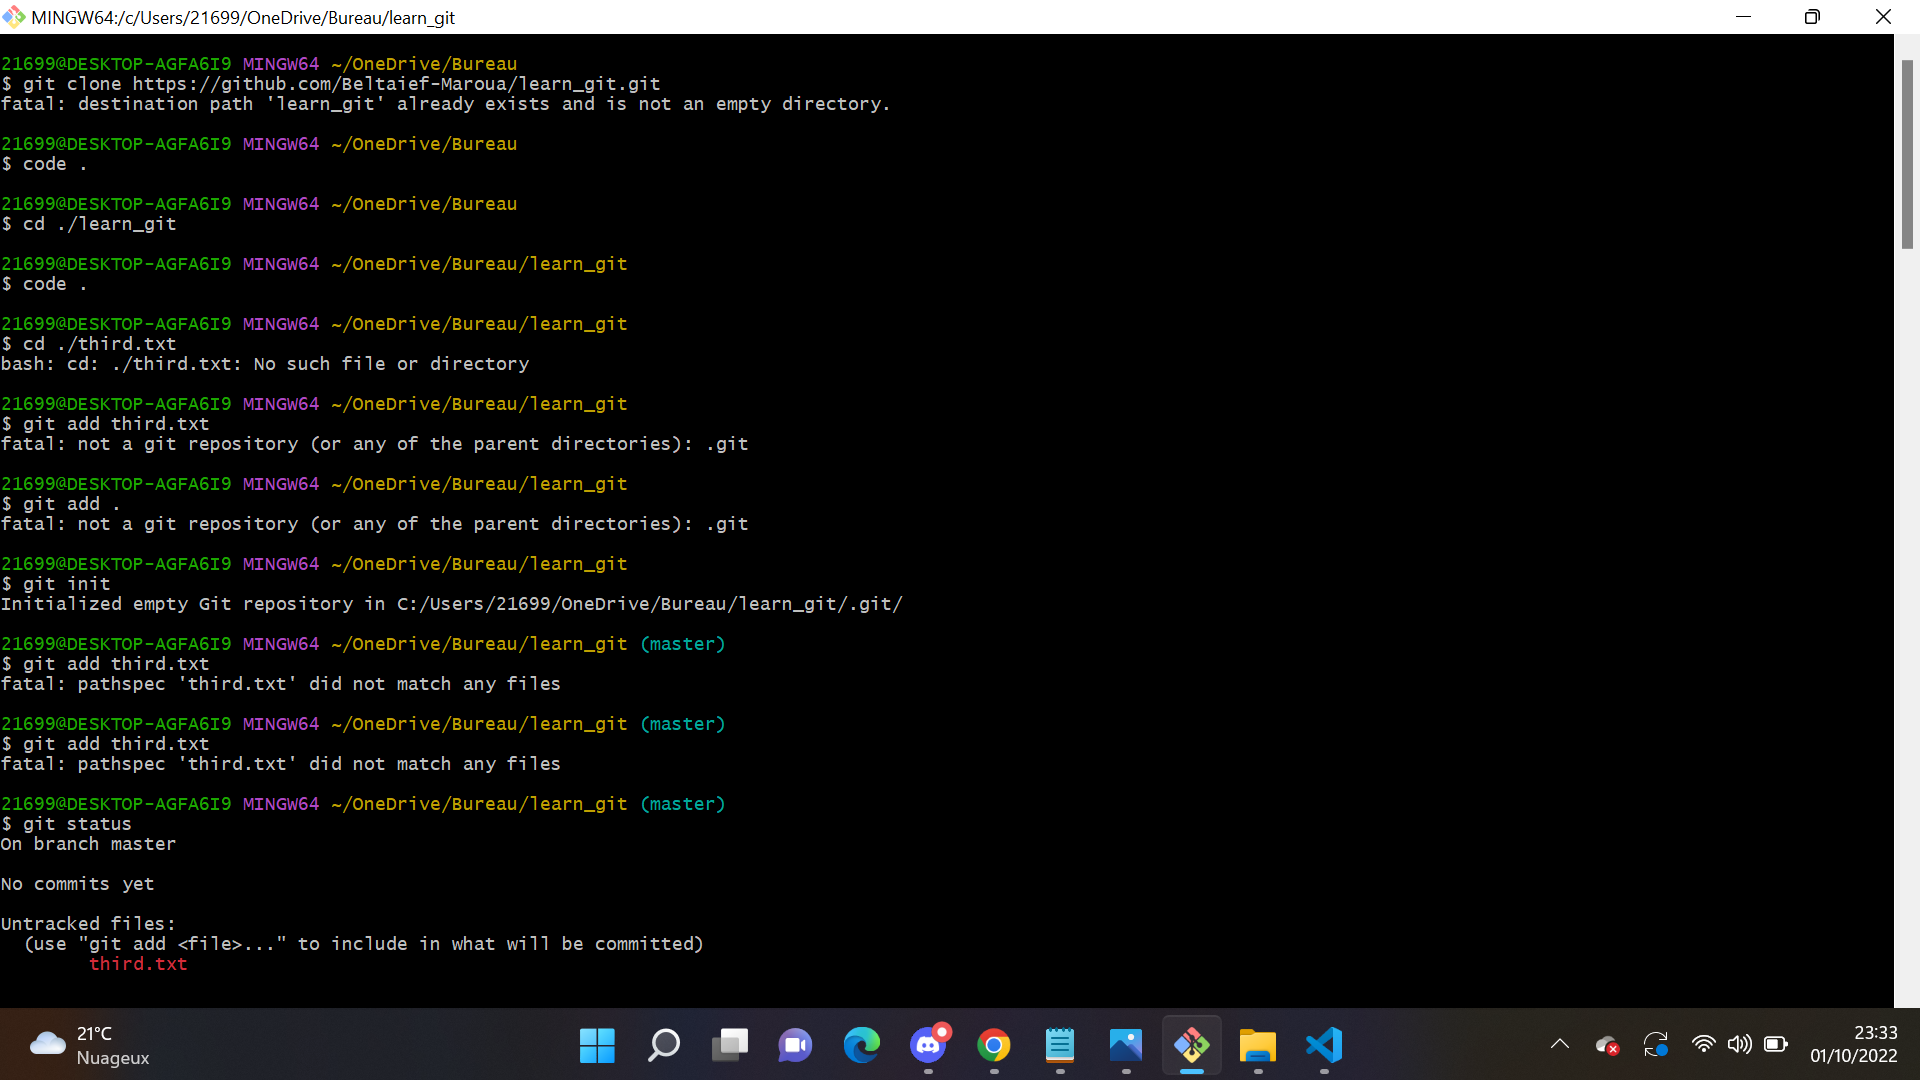 MINGW64:/c/Users/21699/OneDrive/Bureau/learn_git
21699@DESKTOP-AGFA6I9 MINGW64 ~/OneDrive/Bureau
$ git clone https://github.com/Beltaief-Maroua/learn_git.git
fatal: destination path 'learn_git' already exists and is not an empty directory.
21699@DESKTOP-AGFA6I9 MINGW64 ~/OneDrive/Bureau
$ code .
21699@DESKTOP-AGFA6I9 MINGW64 ~/OneDrive/Bureau
$ cd ./learn_git
21699@DESKTOP-AGFA6I9 MINGW64 ~/OneDrive/Bureau/learn_git
$ code .
21699@DESKTOP-AGFA6I9 MINGW64 ~/OneDrive/Bureau/learn_git
$ cd ./third.txt
bash: cd: ./third.txt: No such file or directory
21699@DESKTOP-AGFA6I9 MINGW64 ~/OneDrive/Bureau/learn_git
$ git add third.txt
fatal: not a git repository (or any of the parent directories): .git
21699@DESKTOP-AGFA6I9 MINGW64 ~/OneDrive/Bureau/learn_git
$ git add .
fatal: not a git repository (or any of the parent directories): .git
21699@DESKTOP-AGFA6I9 MINGW64 ~/OneDrive/Bureau/learn_git
$ git init
Initialized empty Git repository in C:/Users/21699/OneDrive/Bureau/learn_git/.git/
21699@DESKTOP-AGFA6I9 MINGW64 ~/OneDrive/Bureau/learn_git (master)
$ git add third.txt
fatal: pathspec 'third.txt' did not match any files
21699@DESKTOP-AGFA6I9 MINGW64 ~/OneDrive/Bureau/learn_git (master)
$ git add third.txt
fatal: pathspec 'third.txt' did not match any files
21699@DESKTOP-AGFA6I9 MINGW64 ~/OneDrive/Bureau/learn_git (master)
$ git status
On branch master
No commits yet
Untracked files:
(use "git add <file>..." to include in what will be committed)
third.txt
21°C
Nuageux
23:33
01/10/2022